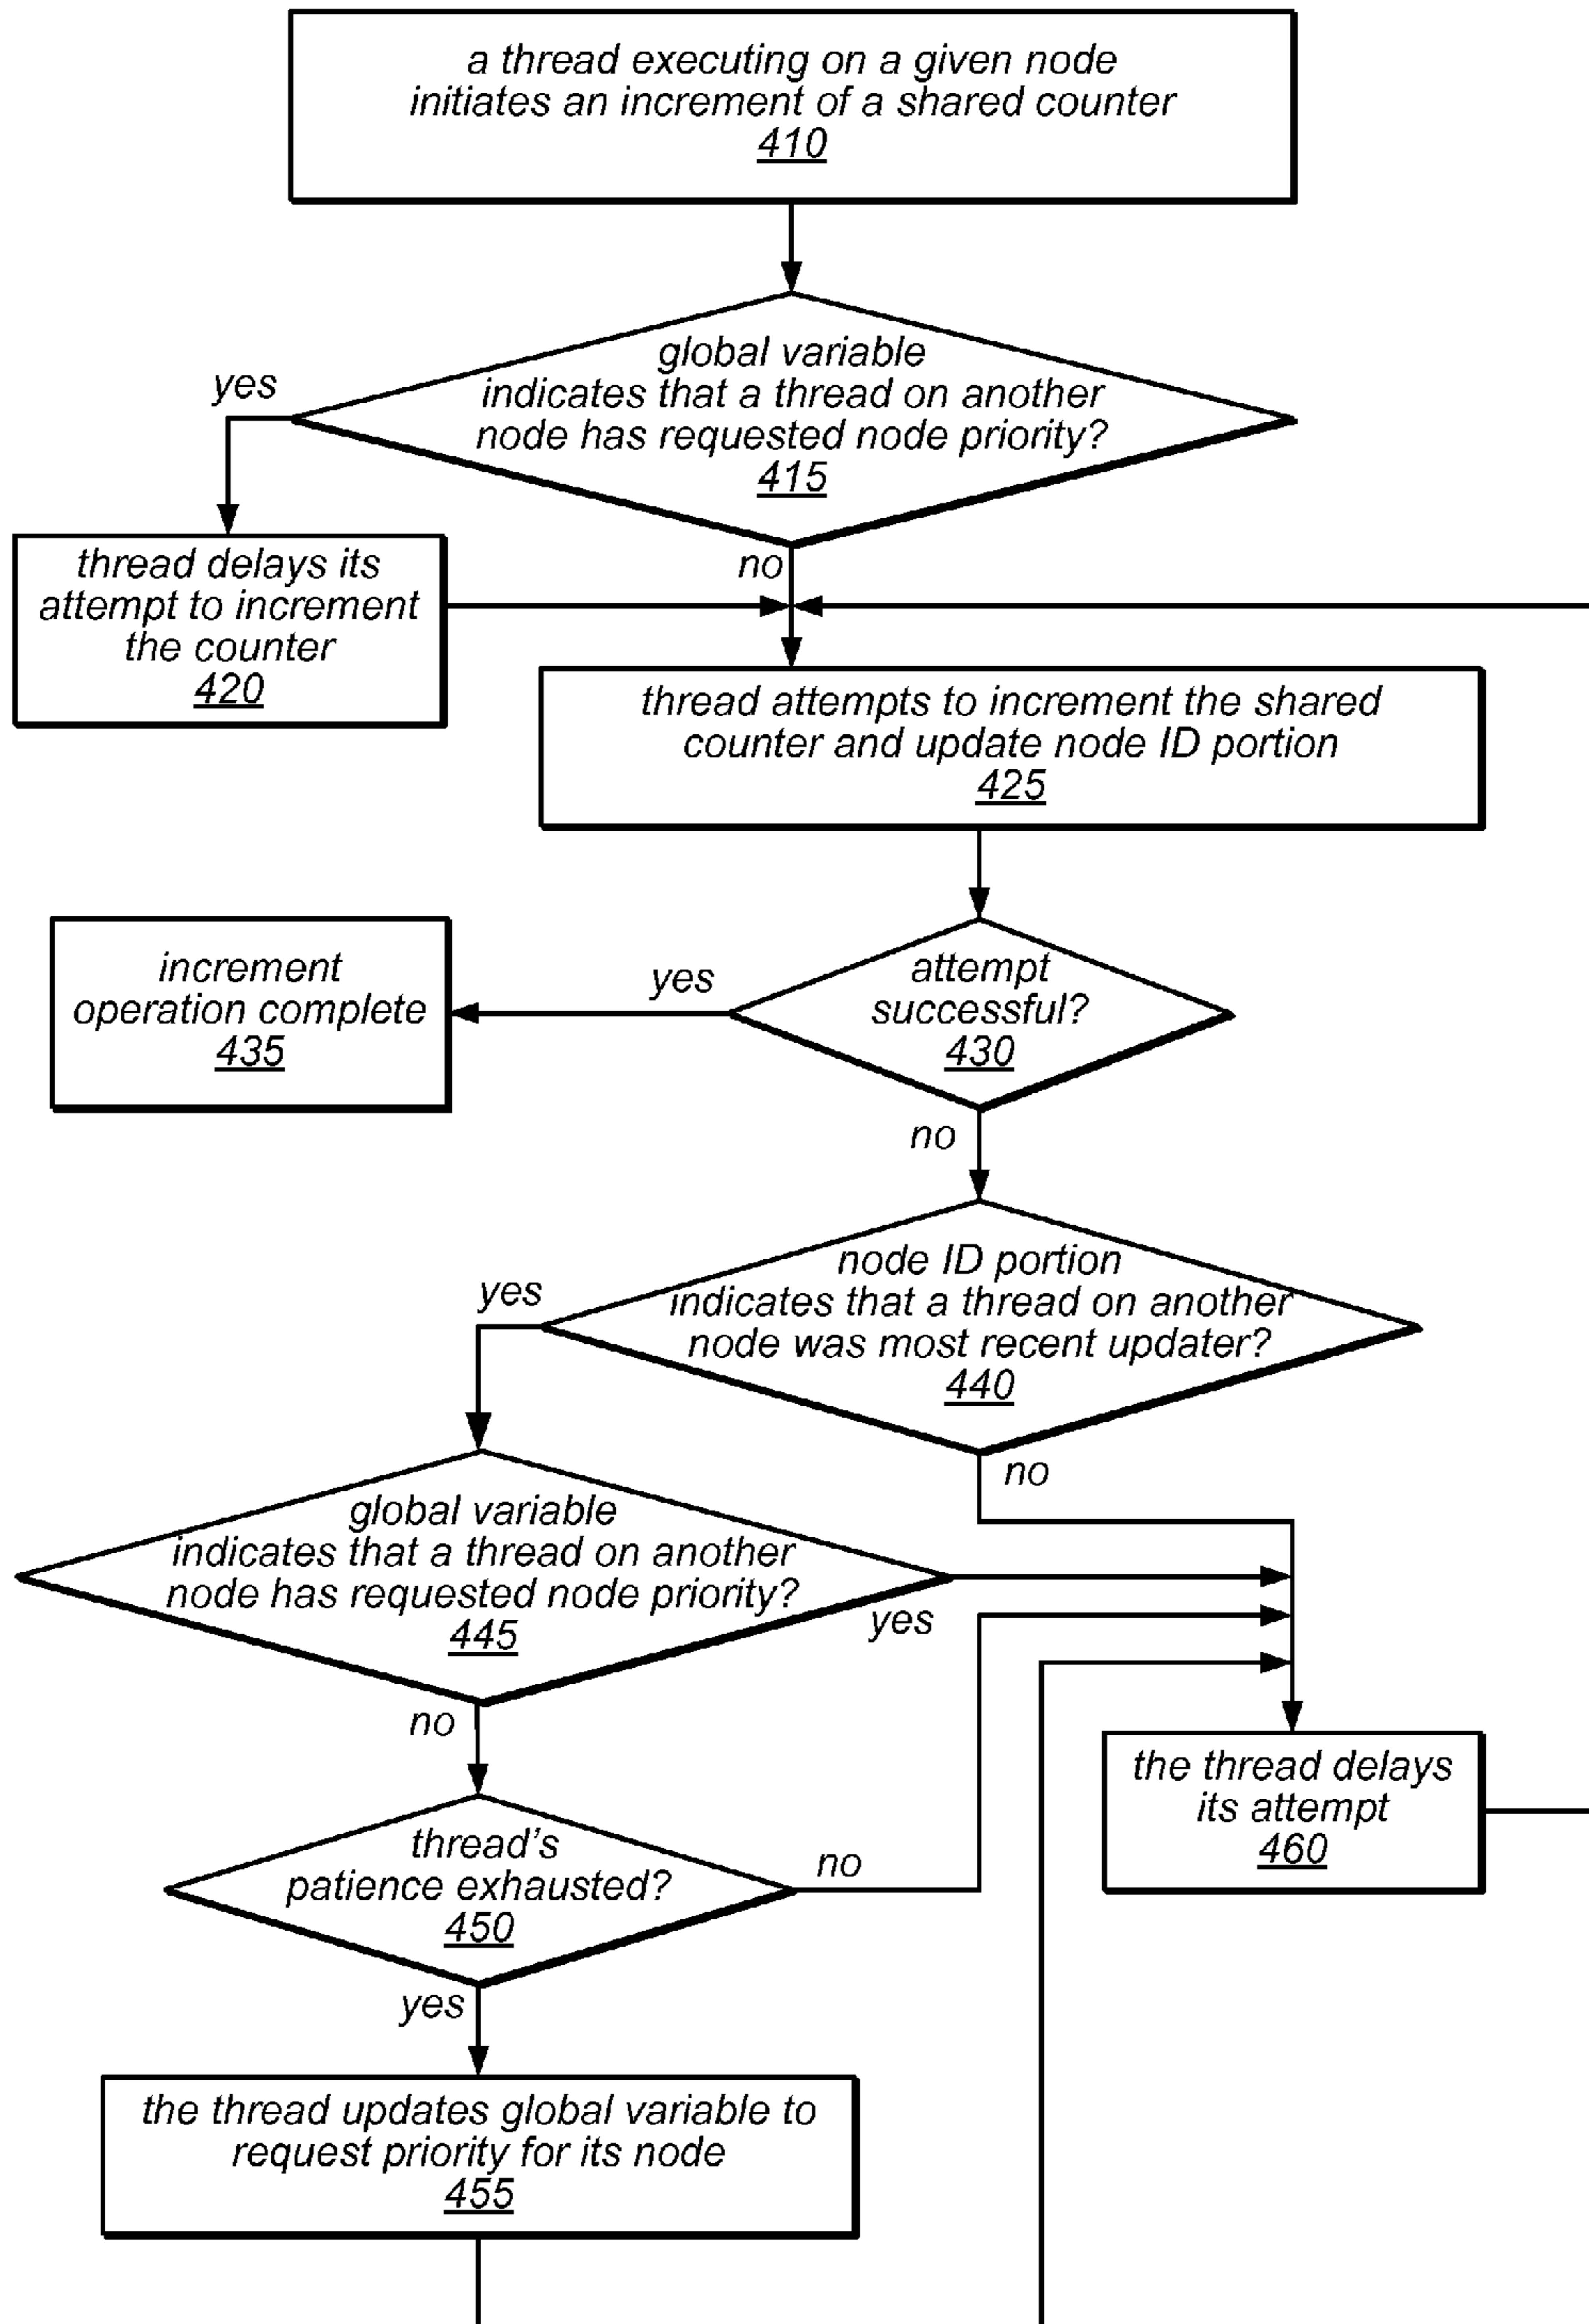 a thread executing on a given node
initiates an increment of a shared counter
410
global variable
indicates that a thread on another
node has requested node priority?
415
yes
no
thread delays its
attempt to increment
the counter
420
thread attempts to increment the shared
counter and update node ID portion
425
attempt
successful?
430
yes
increment
operation complete
435
no
node ID portion
indicates that a thread on another
node was most recent updater?
440
yes
no
global variable
indicates that a thread on another
node has requested node priority?
445
yes
no
thread's
patience exhausted?
450
no
the thread delays
its attempt
460
yes
the thread updates global variable to
request priority for its node
455